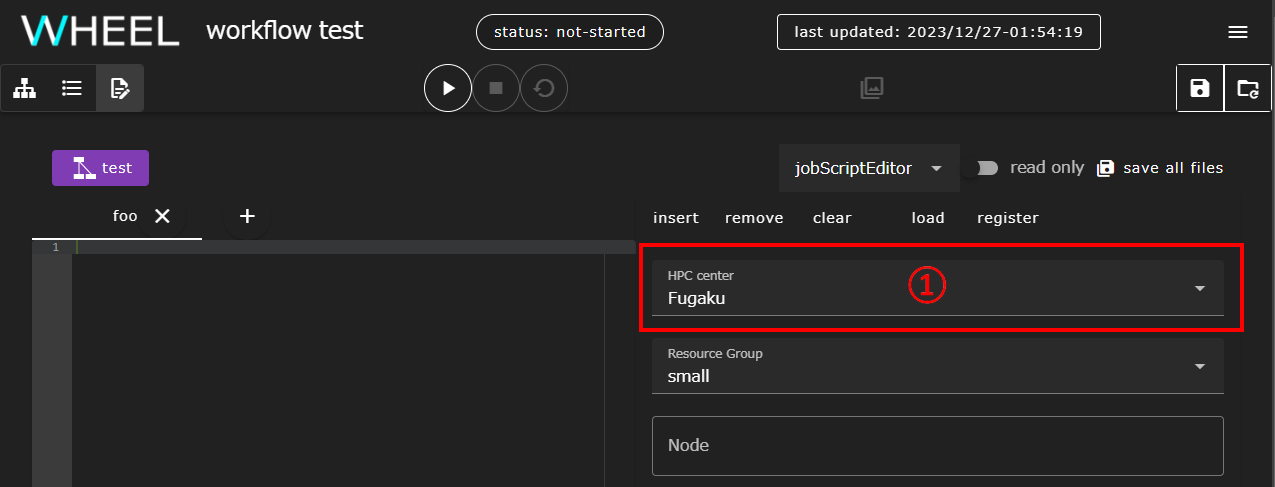 WHEEL workflow test status: not-started last updated: 2023/12/27-01:54:19
test
jobScriptEditor read only save all files
foo
insert remove clear load register
1
HPC center
①
Fugaku
Resource Group
small
Node